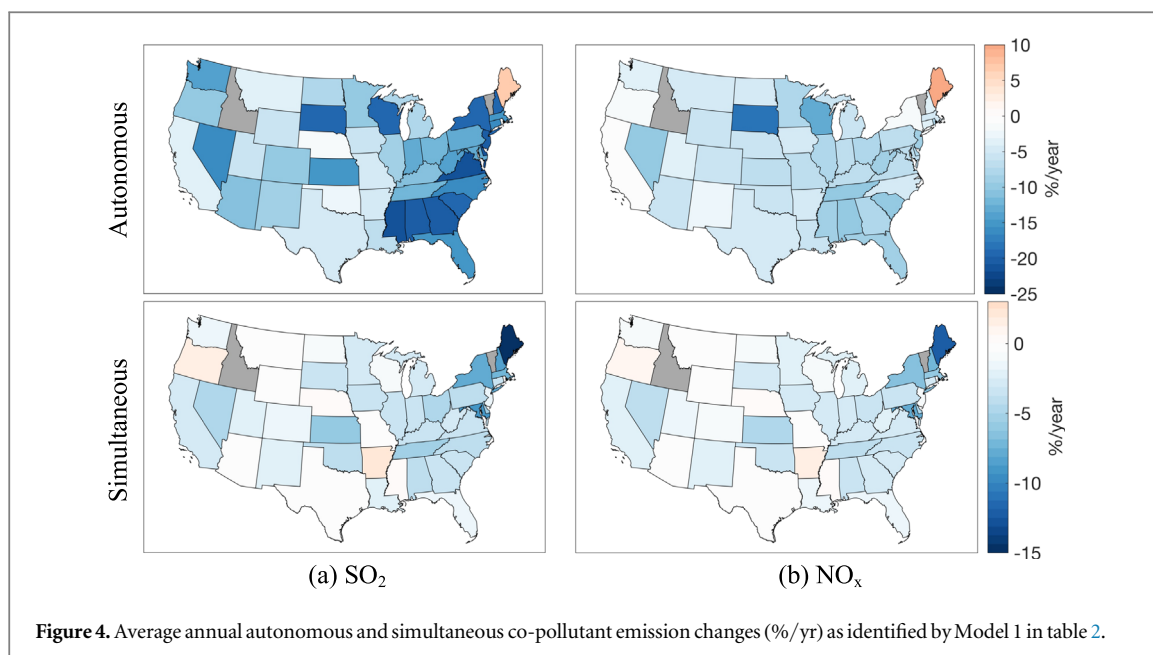 Autonomous
10
5
0
-5
-10
-15
-20
-25
%/year
Simultaneous
0
-5
-10
-15
%/year
(a) SO₂
(b) NOₓ
Figure 4. Average annual autonomous and simultaneous co-pollutant emission changes (%/yr) as identified by Model 1 in table 2.